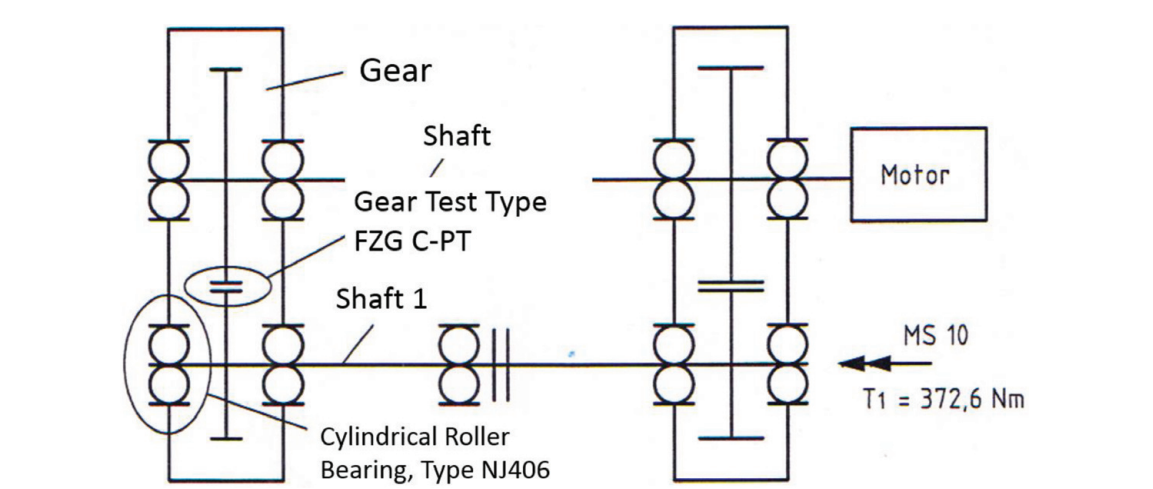 Gear
Shaft
Motor
Gear Test Type
FZG C-PT
Shaft 1
MS 10
T1 = 372,6 Nm
Cylindrical Roller
Bearing, Type NJ406